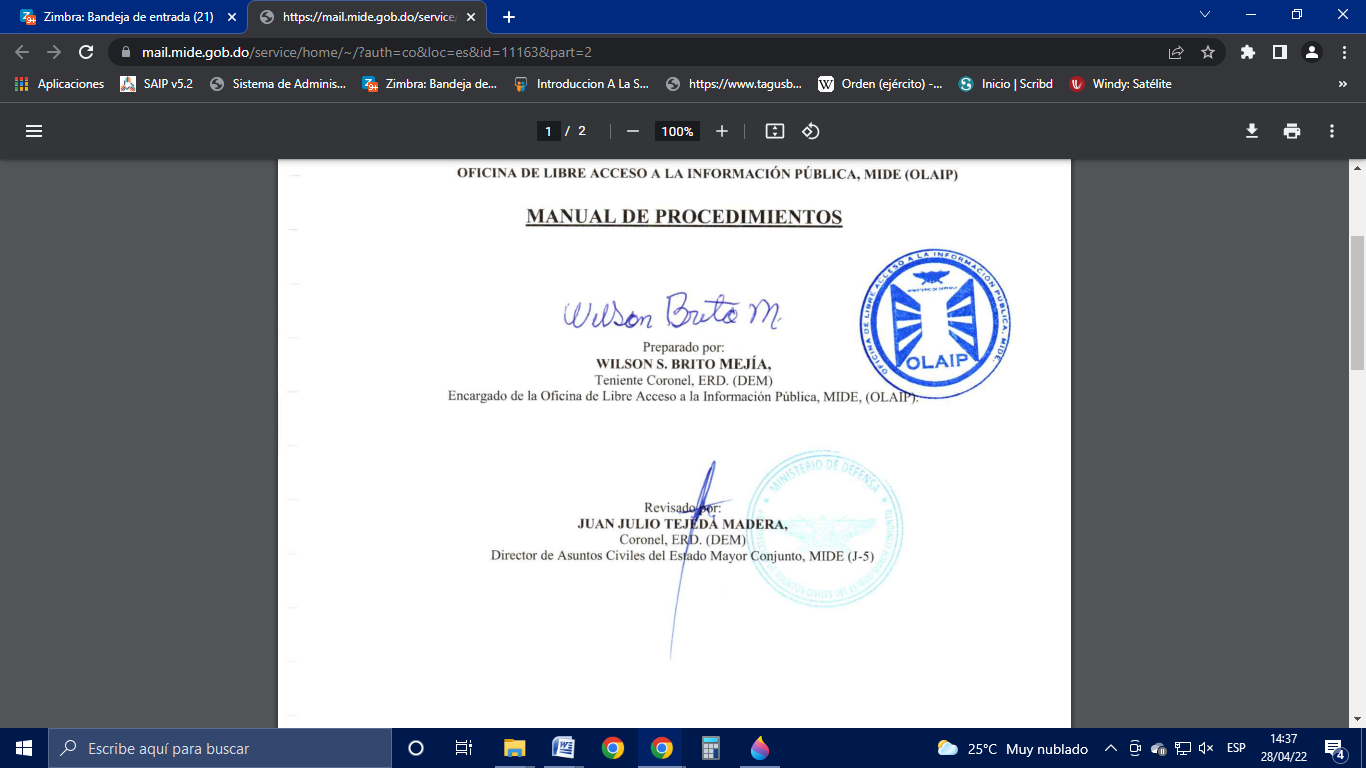 Zimbra: Bandeja de entrada (21)
https://mail.mide.gob.do/service/
mail.mide.gob.do/service/home/~/?auth=co&loc=es&id=11163&part=2
Aplicaciones
SAIP v5.2
Sistema de Adminis...
Zimbra: Bandeja de...
Introduccion A La S...
https://www.tagusb...
Orden (ejército) -...
Inicio | Scribd
Windy: Satélite
»
1 / 2
100%
OFICINA DE LIBRE ACCESO A LA INFORMACIÓN PÚBLICA, MIDE (OLAIP)
MANUAL DE PROCEDIMIENTOS
OFICINA DE LIBRE ACCESO A LA INFORMACIÓN PÚBLICA, MIDE.
MINISTERIO DE DEFENSA
OLAIP
Wilson Brito M.
Preparado por:
WILSON S. BRITO MEJÍA,
Teniente Coronel, ERD. (DEM)
Encargado de la Oficina de Libre Acceso a la Información Pública, MIDE, (OLAIP).
MINISTERIO DE DEFENSA
Revisado por:
JUAN JULIO TEJEDA MADERA,
Coronel, ERD. (DEM)
Director de Asuntos Civiles del Estado Mayor Conjunto, MIDE (J-5)
Escribe aquí para buscar
25°C Muy nublado
ESP
14:37
28/04/22
4